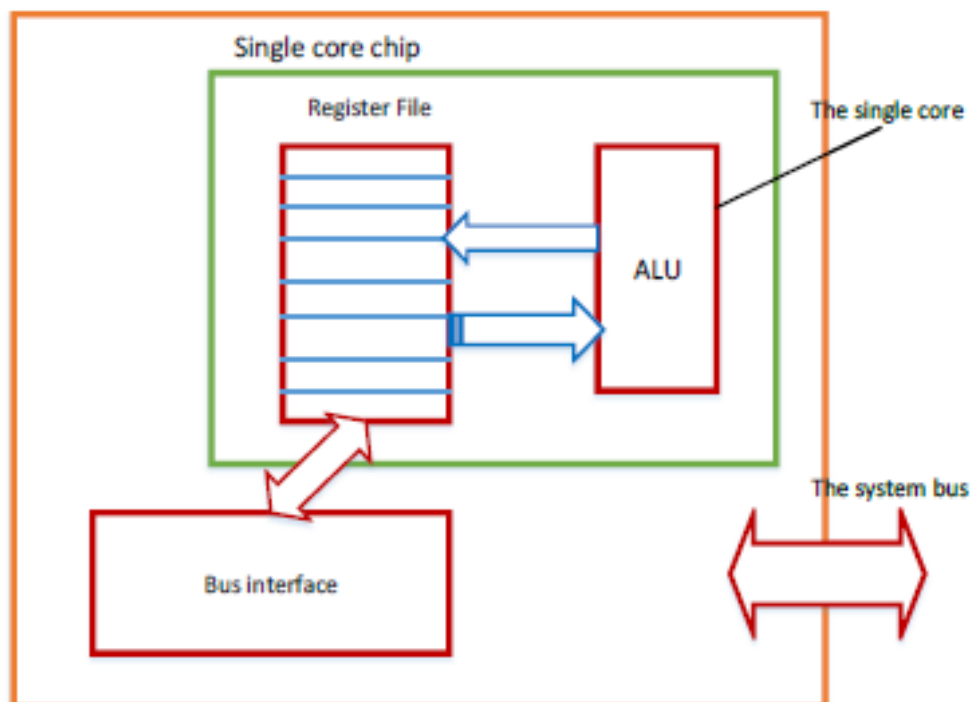 Single core chip
Register File
The single core
ALU
The system bus
Bus interface